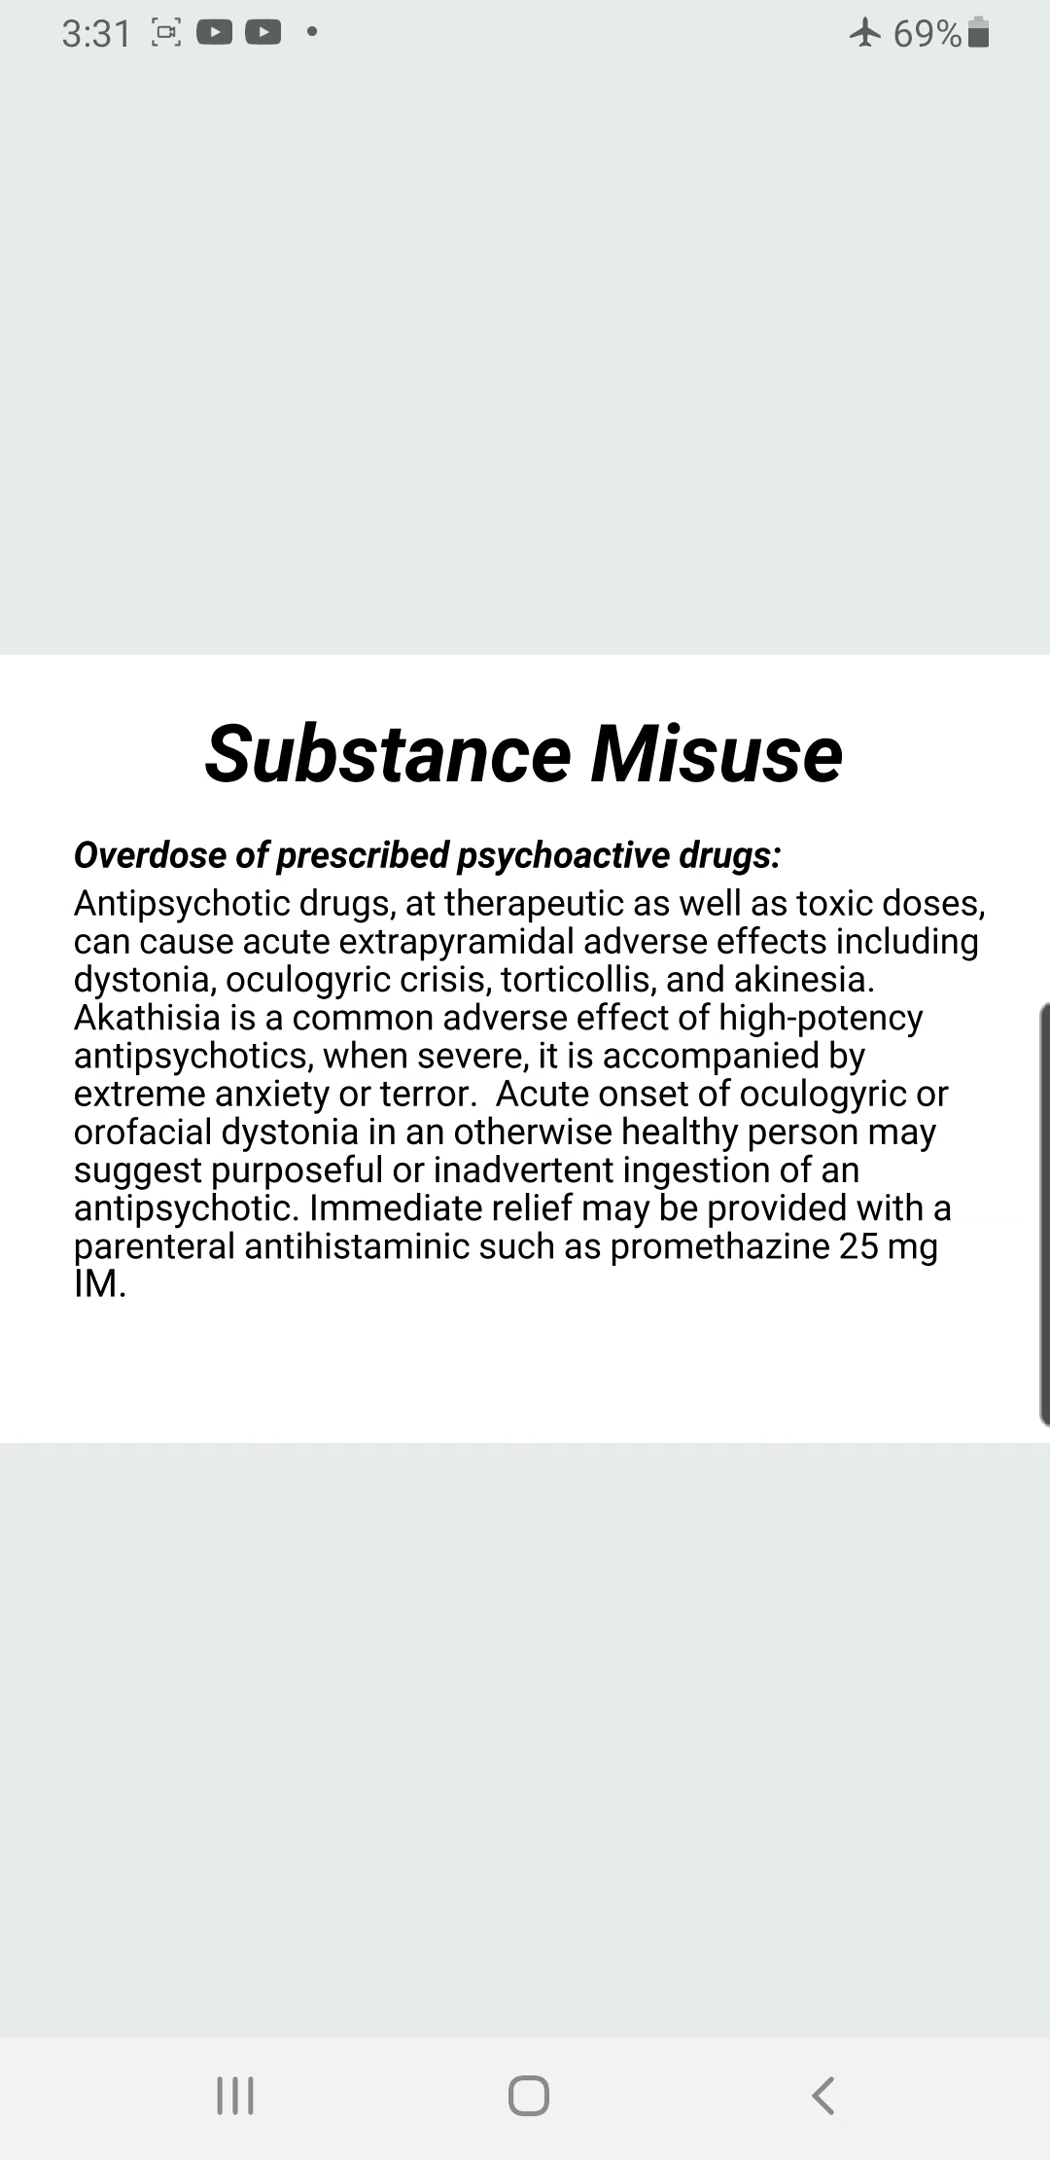 3:31
69%
Substance Misuse
Overdose of prescribed psychoactive drugs:
Antipsychotic drugs, at therapeutic as well as toxic doses,
can cause acute extrapyramidal adverse effects including
dystonia, oculogyric crisis, torticollis, and akinesia.
Akathisia is a common adverse effect of high-potency
antipsychotics, when severe, it is accompanied by
extreme anxiety or terror.  Acute onset of oculogyric or
orofacial dystonia in an otherwise healthy person may
suggest purposeful or inadvertent ingestion of an
antipsychotic. Immediate relief may be provided with a
parenteral antihistaminic such as promethazine 25 mg
IM.